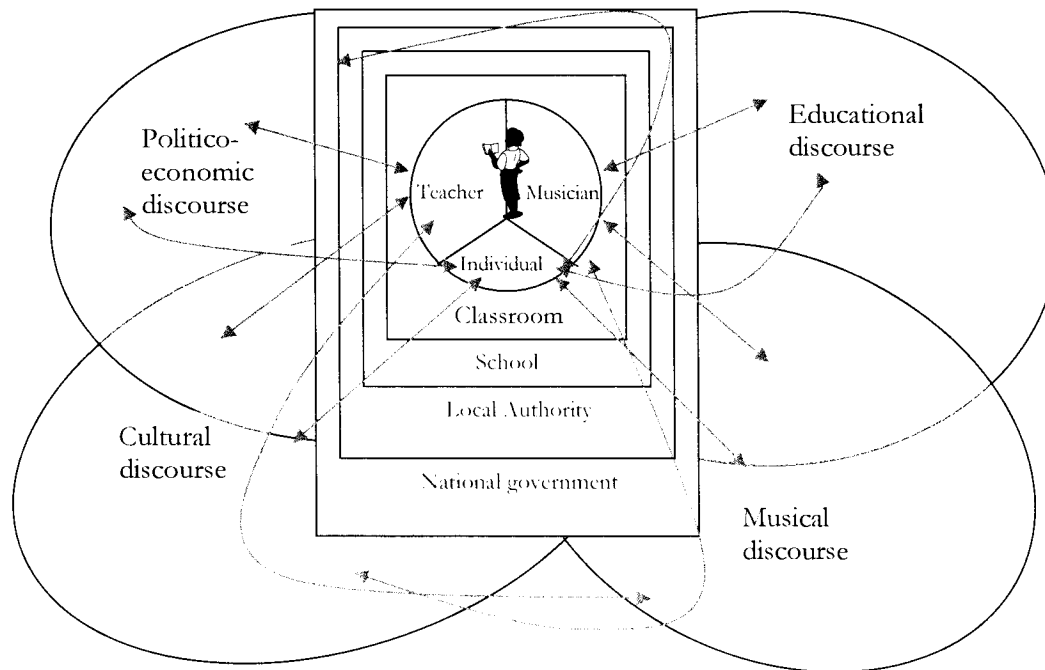 Politico-
economic
discourse
Educational
discourse
Teacher
Musician
Individual
Classroom
School
Local Authority
National government
Cultural
discourse
Musical
discourse